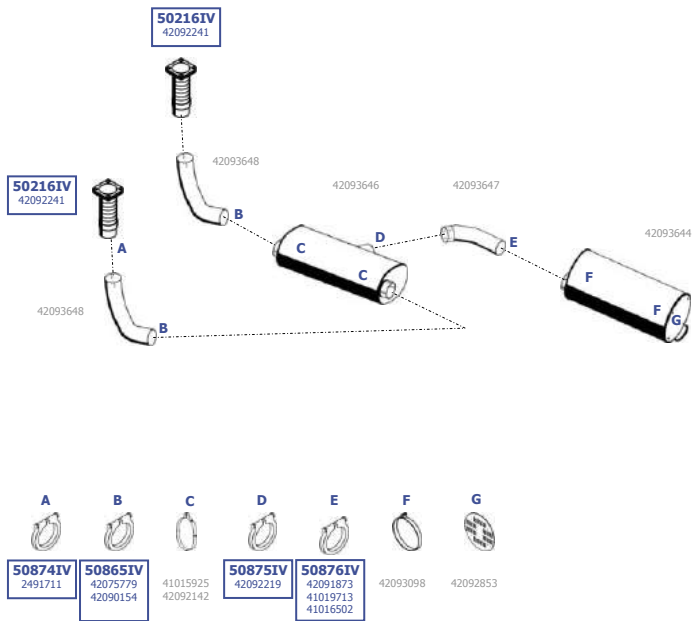 50216IV
42092241
42093648
42093646
42093647
50216IV
42092241
B
D
E
42093644
A
C
C
F
F
G
42093648
B
A
B
C
D
E
F
G
50874IV
2491711
50865IV
42075779
42090154
41015925
42092142
50875IV
42092219
50876IV
42091873
41019713
41016502
42093098
42092853